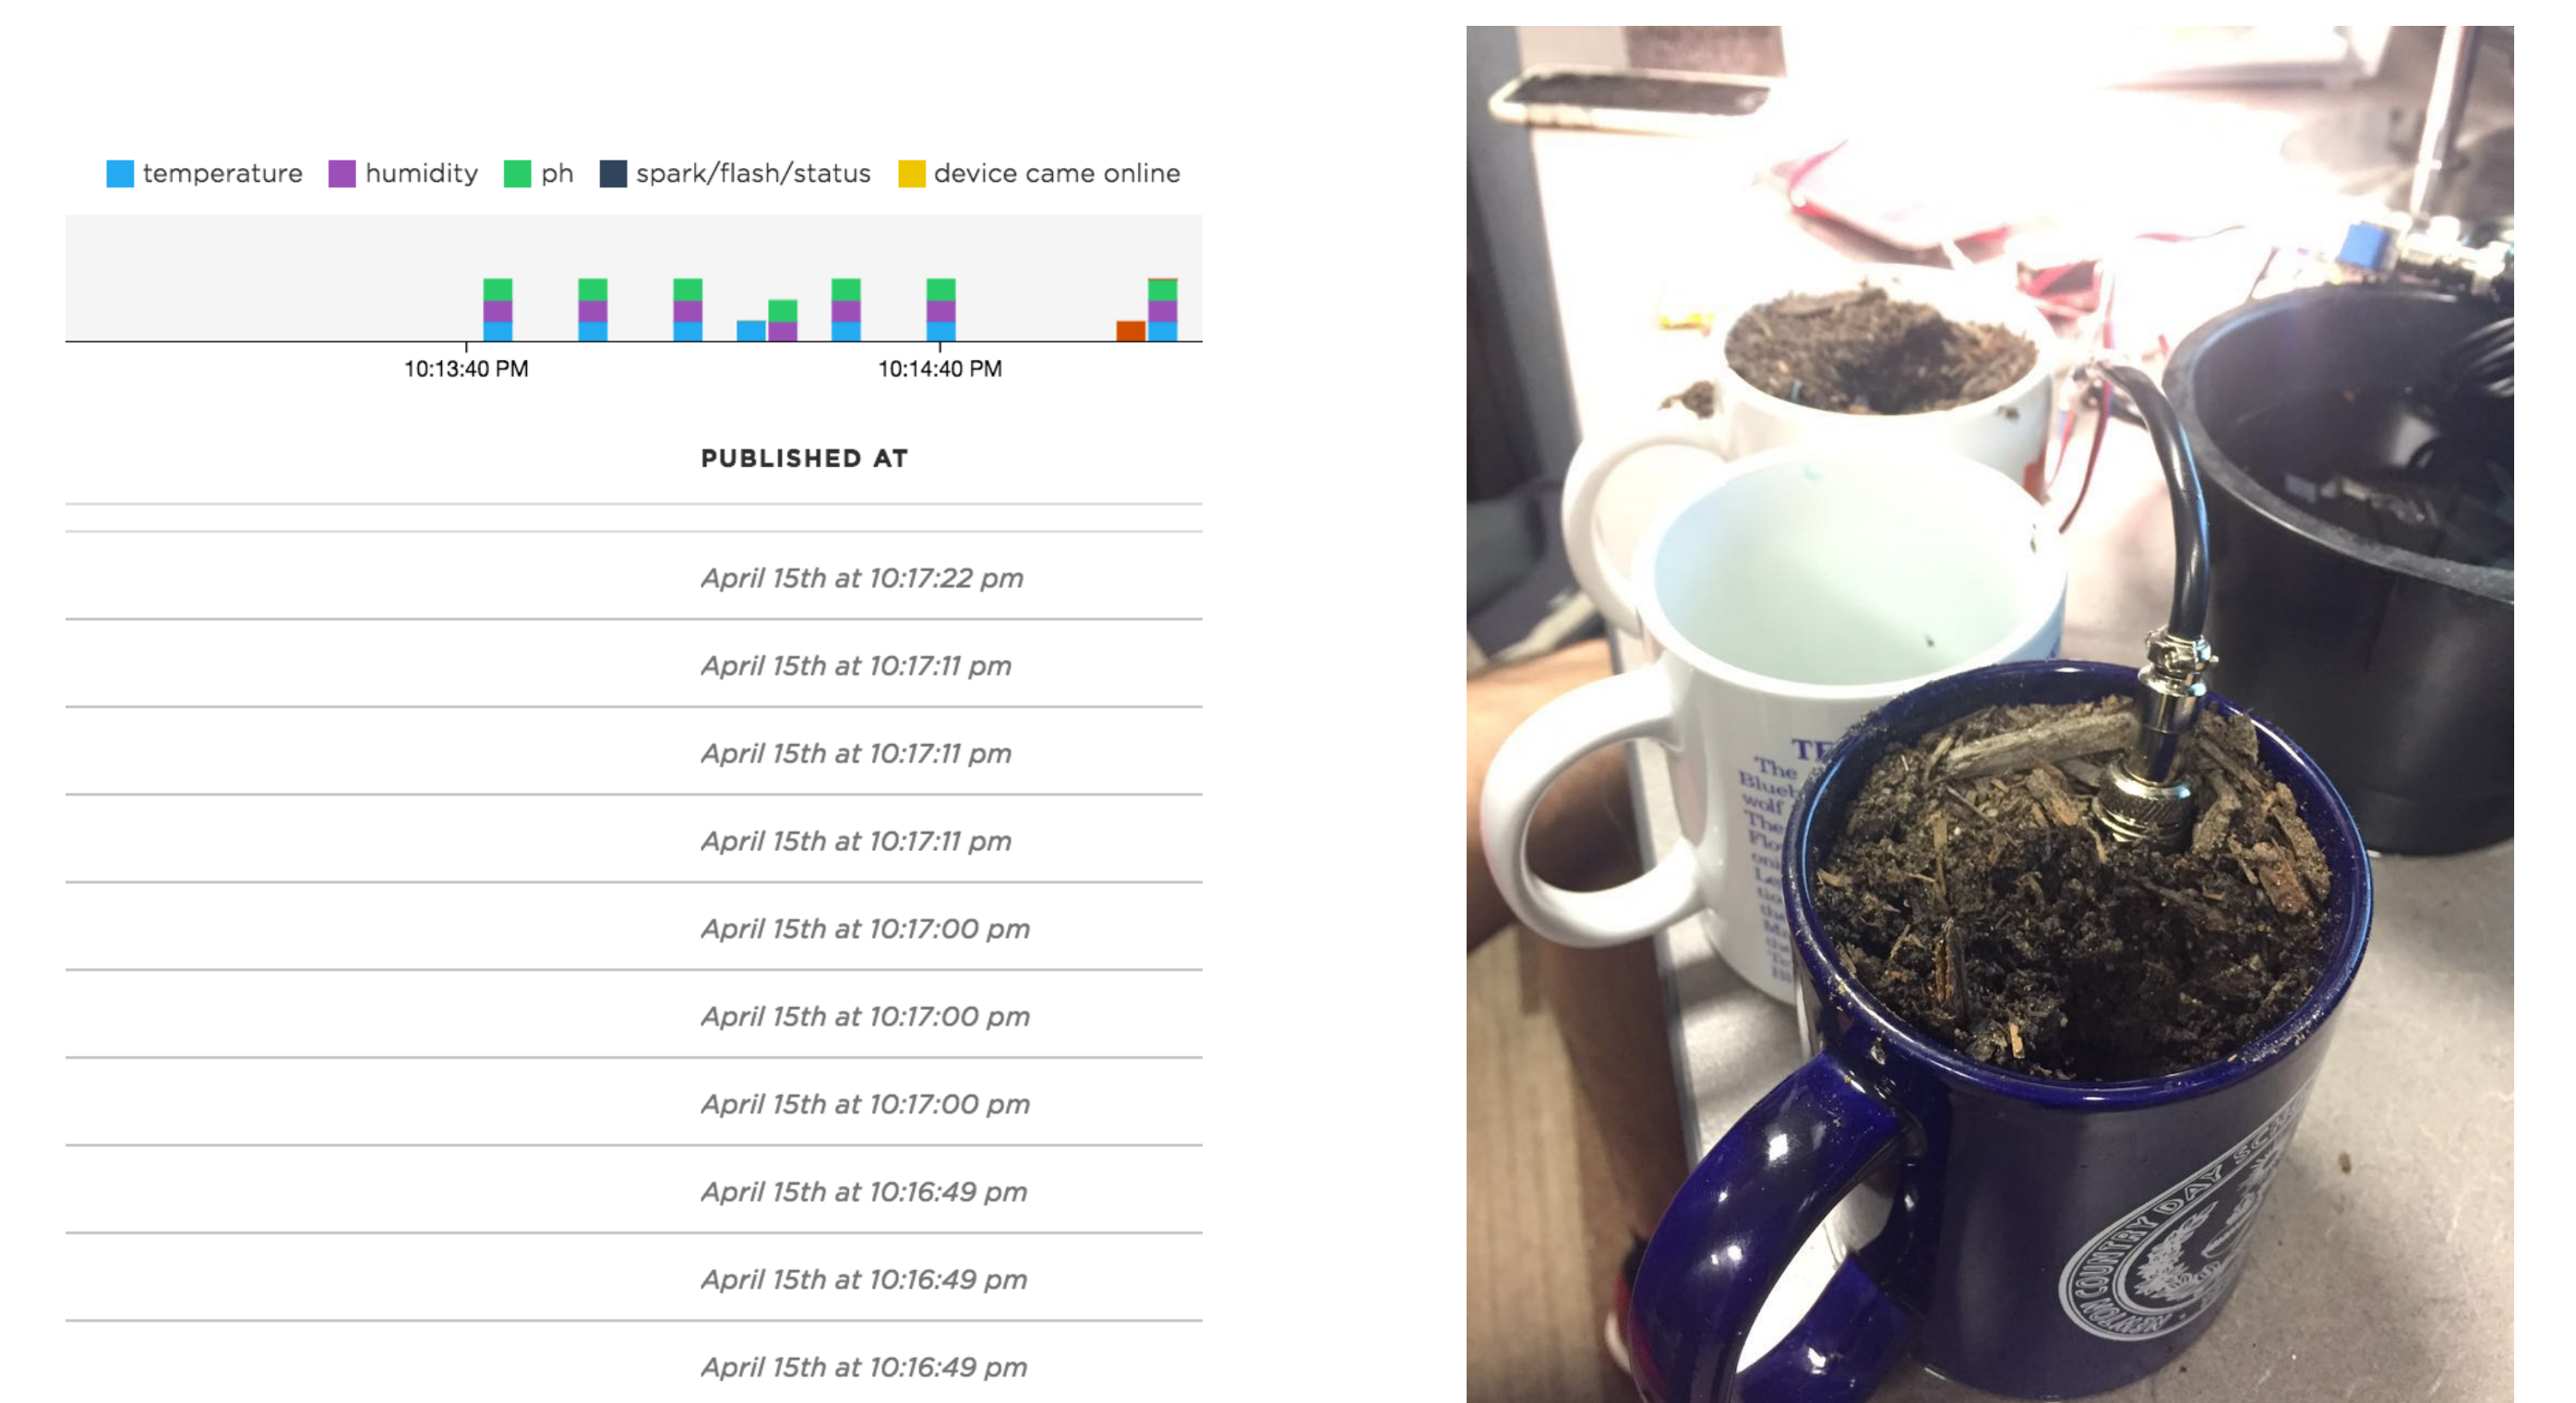 temperature humidity ph spark/flash/status device came online
10:13:40 PM 10:14:40 PM
PUBLISHED AT
April 15th at 10:17:22 pm
April 15th at 10:17:11 pm
April 15th at 10:17:11 pm
April 15th at 10:17:11 pm
April 15th at 10:17:00 pm
April 15th at 10:17:00 pm
April 15th at 10:17:00 pm
April 15th at 10:16:49 pm
April 15th at 10:16:49 pm
April 15th at 10:16:49 pm
The
wolf
The
NEWTON COUNTRY DAY